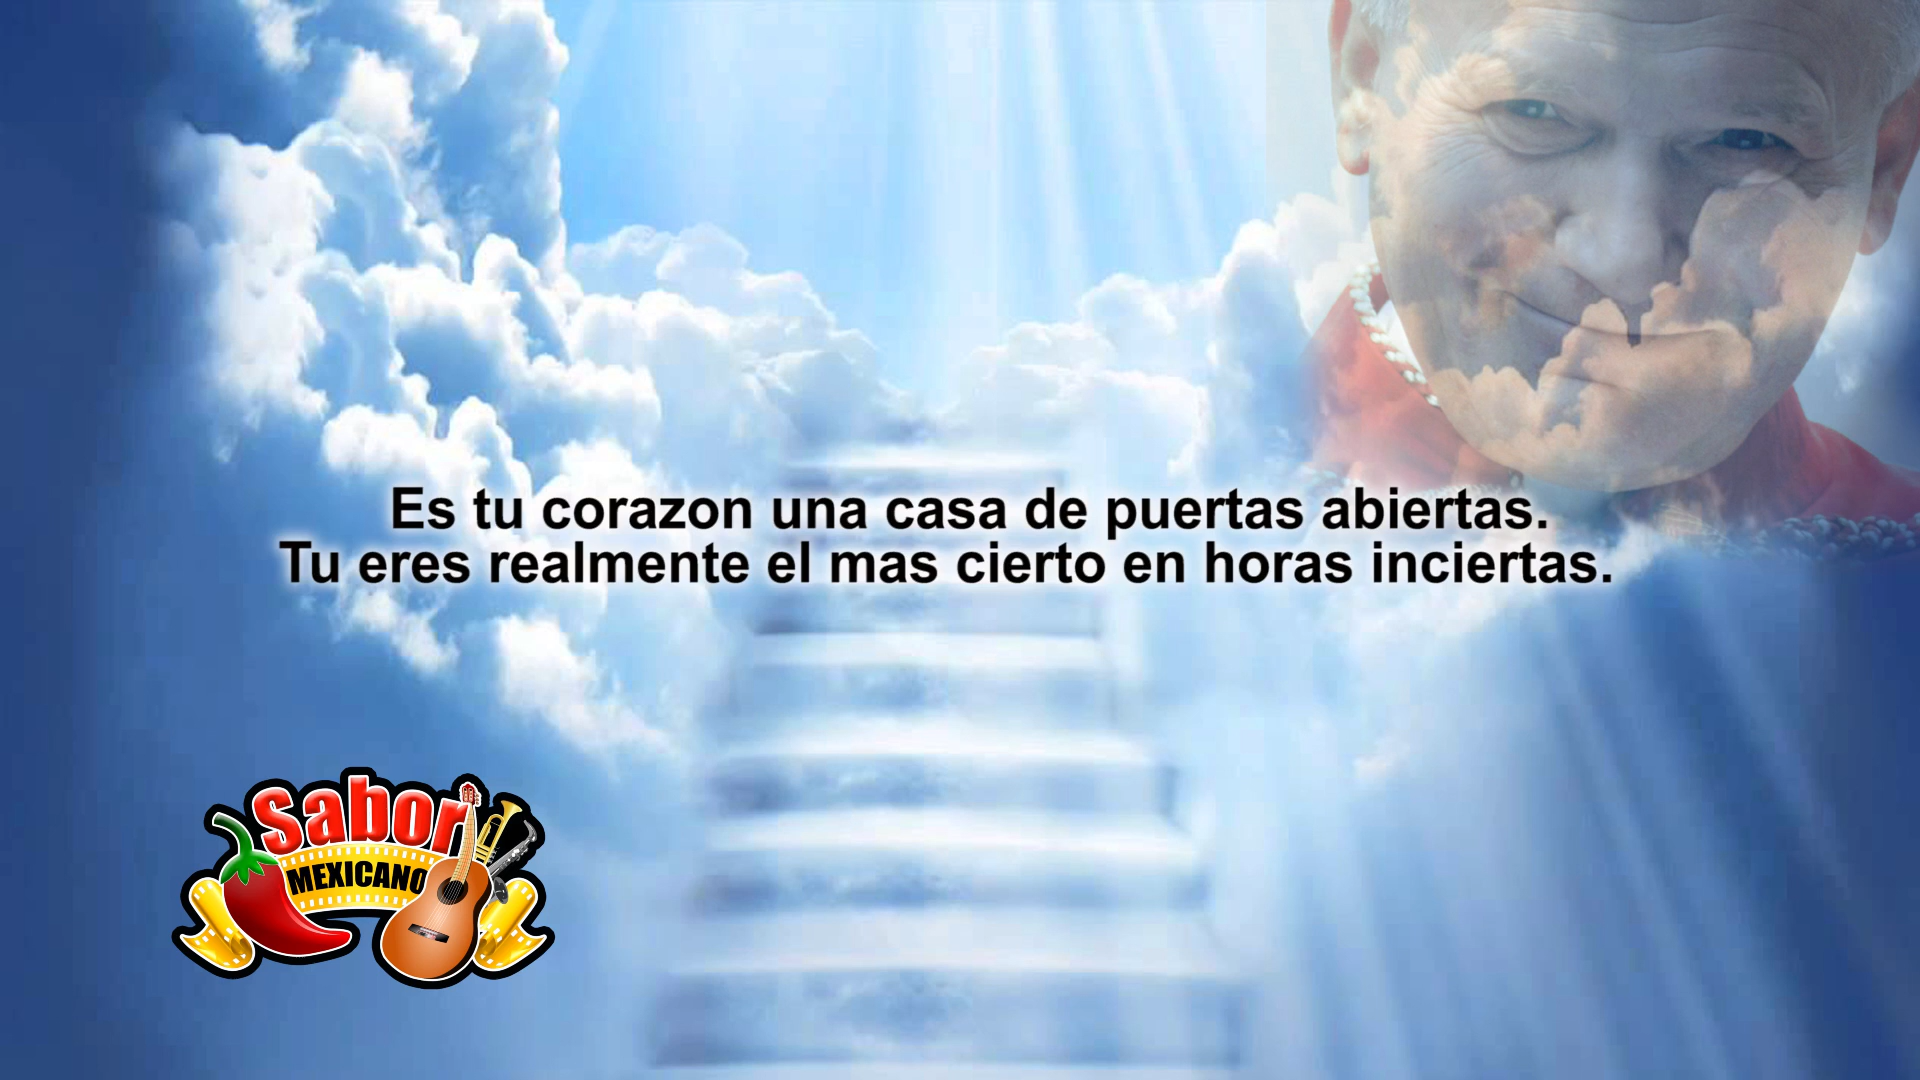 Es tu corazon una casa de puertas abiertas.
Tu eres realmente el mas cierto en horas inciertas.
Sabor
MEXICANO